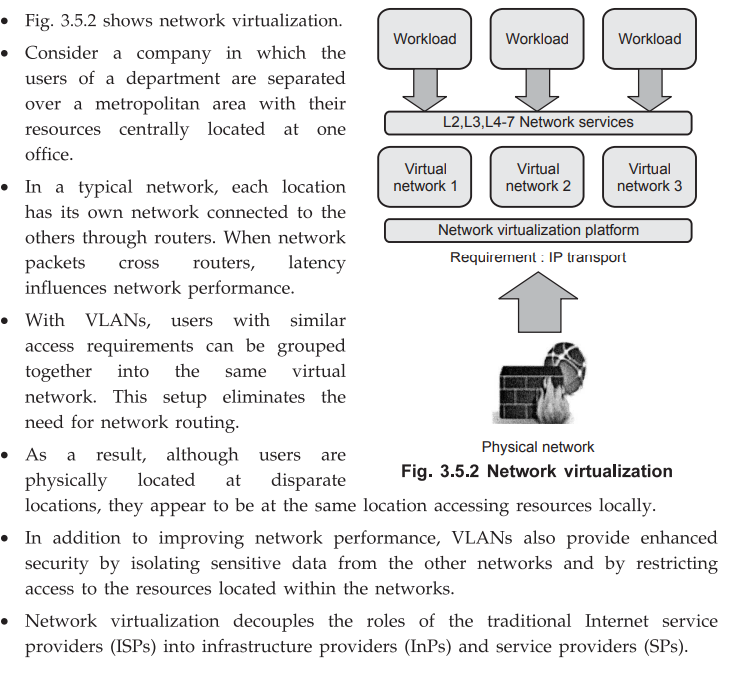 • Fig. 3.5.2 shows network virtualization.
• Consider a company in which the
users of a department are separated
over a metropolitan area with their
resources centrally located at one
office.
• In a typical network, each location
has its own network connected to the
others through routers. When network
packets cross routers, latency
influences network performance.
• With VLANs, users with similar
access requirements can be grouped
together into the same virtual
network. This setup eliminates the
need for network routing.
• As a result, although users are
physically located at disparate
locations, they appear to be at the same location accessing resources locally.
Workload
Workload
Workload
L2,L3,L4-7 Network services
Virtual
network 1
Virtual
network 2
Virtual
network 3
Network virtualization platform
Requirement : IP transport
Physical network
Fig. 3.5.2 Network virtualization
• In addition to improving network performance, VLANs also provide enhanced
security by isolating sensitive data from the other networks and by restricting
access to the resources located within the networks.
• Network virtualization decouples the roles of the traditional Internet service
providers (ISPs) into infrastructure providers (InPs) and service providers (SPs).